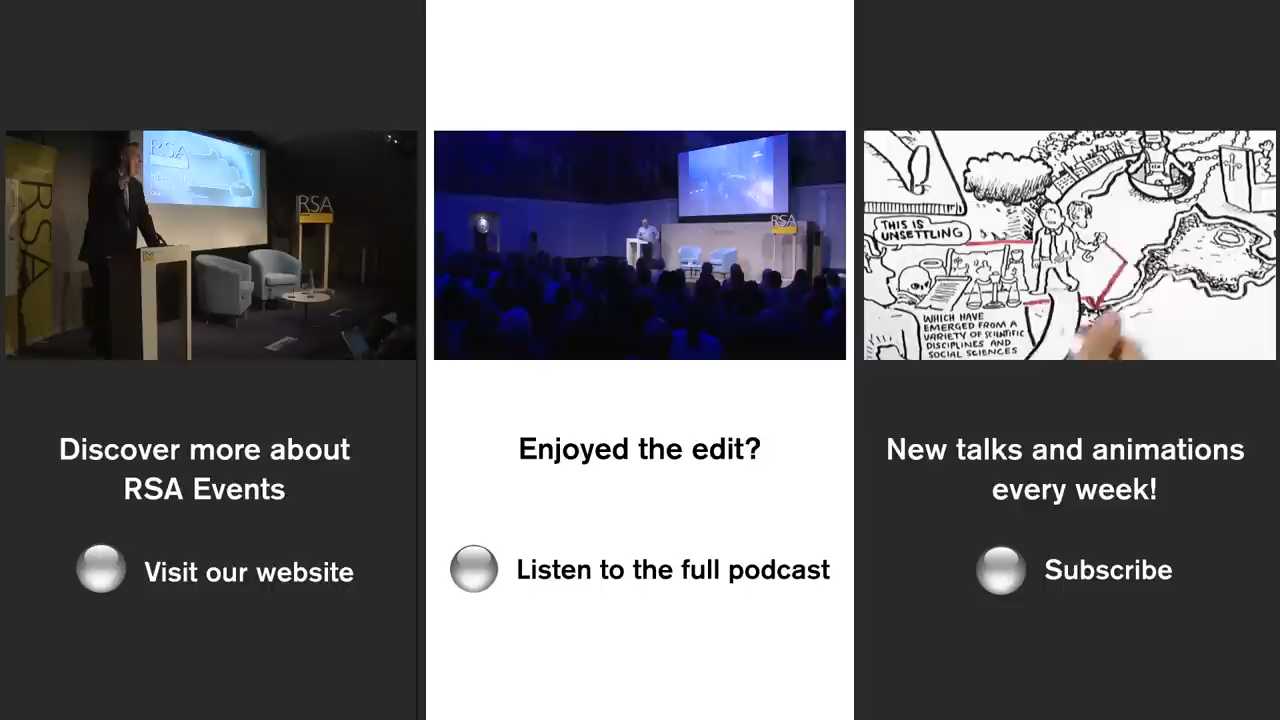 RSA
RSA
RSA
RSA
RSA
THIS IS
UNSETTLING
WHICH HAVE
EMERGED FROM A
VARIETY OF SCIENTIFIC
DISCIPLINES AND
SOCIAL SCIENCES
Discover more about
RSA Events
Visit our website
Enjoyed the edit?
Listen to the full podcast
New talks and animations
every week!
Subscribe